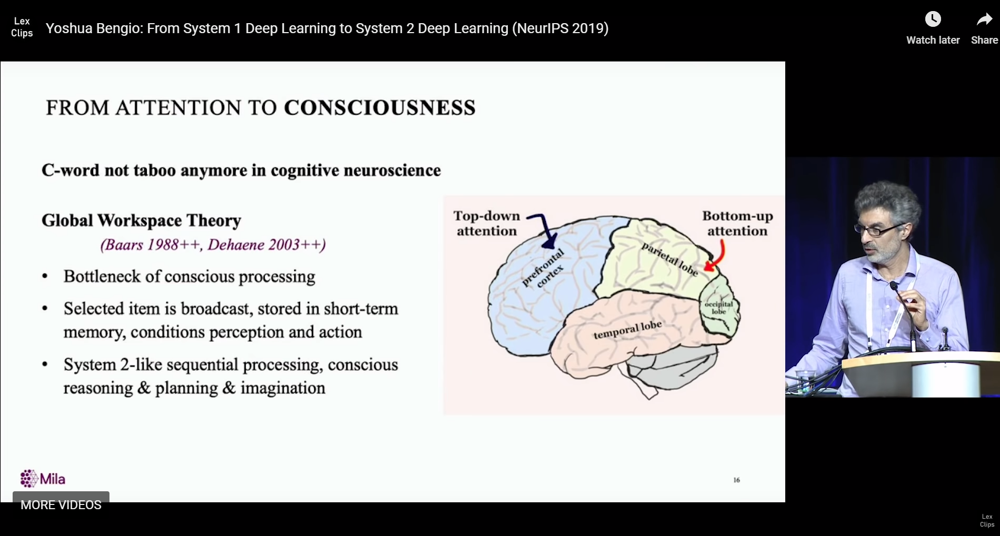 Lex
Clips
Yoshua Bengio: From System 1 Deep Learning to System 2 Deep Learning (NeurIPS 2019)
Watch later
Share
FROM ATTENTION TO CONSCIOUSNESS
C-word not taboo anymore in cognitive neuroscience
Global Workspace Theory
(Baars 1988++, Dehaene 2003++)
• Bottleneck of conscious processing
• Selected item is broadcast, stored in short-term
memory, conditions perception and action
• System 2-like sequential processing, conscious
reasoning & planning & imagination
Top-down
attention
Bottom-up
attention
prefrontal
cortex
parietal lobe
occipital
lobe
temporal lobe
Mila
16
MORE VIDEOS
Lex
Clips